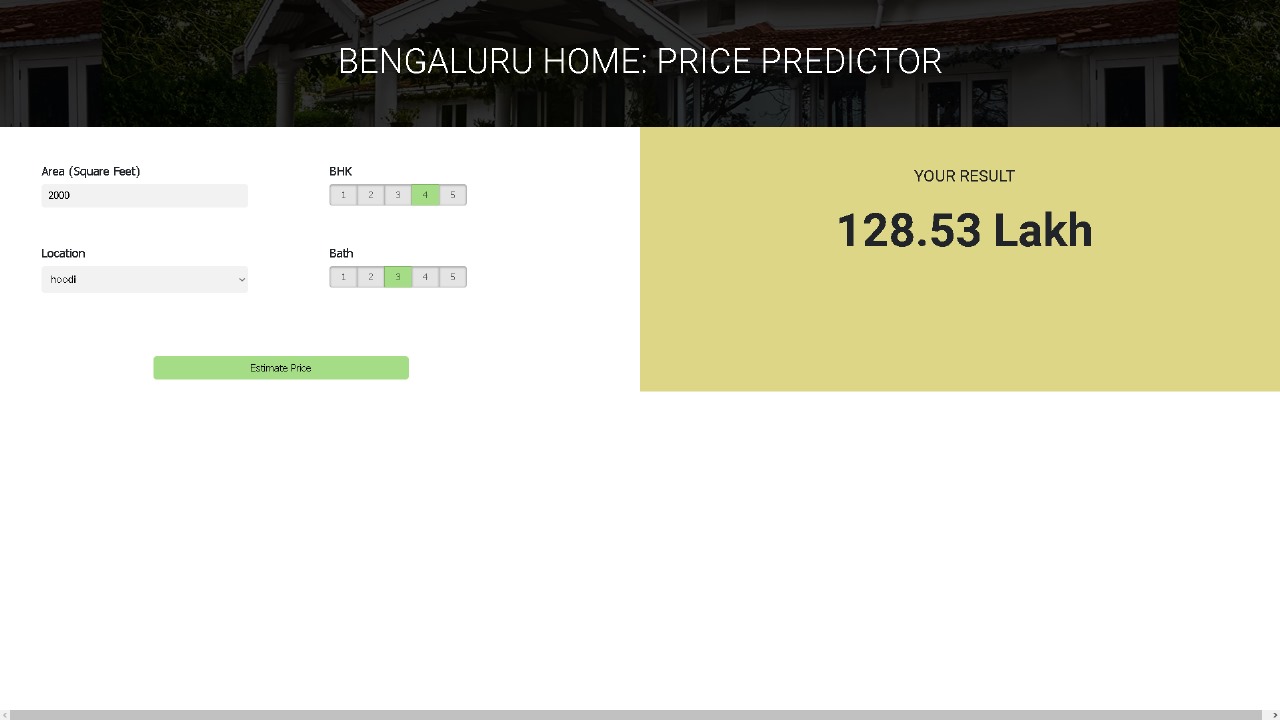 BENGALURU HOME: PRICE PREDICTOR
Area (Square Feet)
2000
BHK
1 2 3 4 5
Location
hoodi
Bath
1 2 3 4 5
Estimate Price
YOUR RESULT
128.53 Lakh